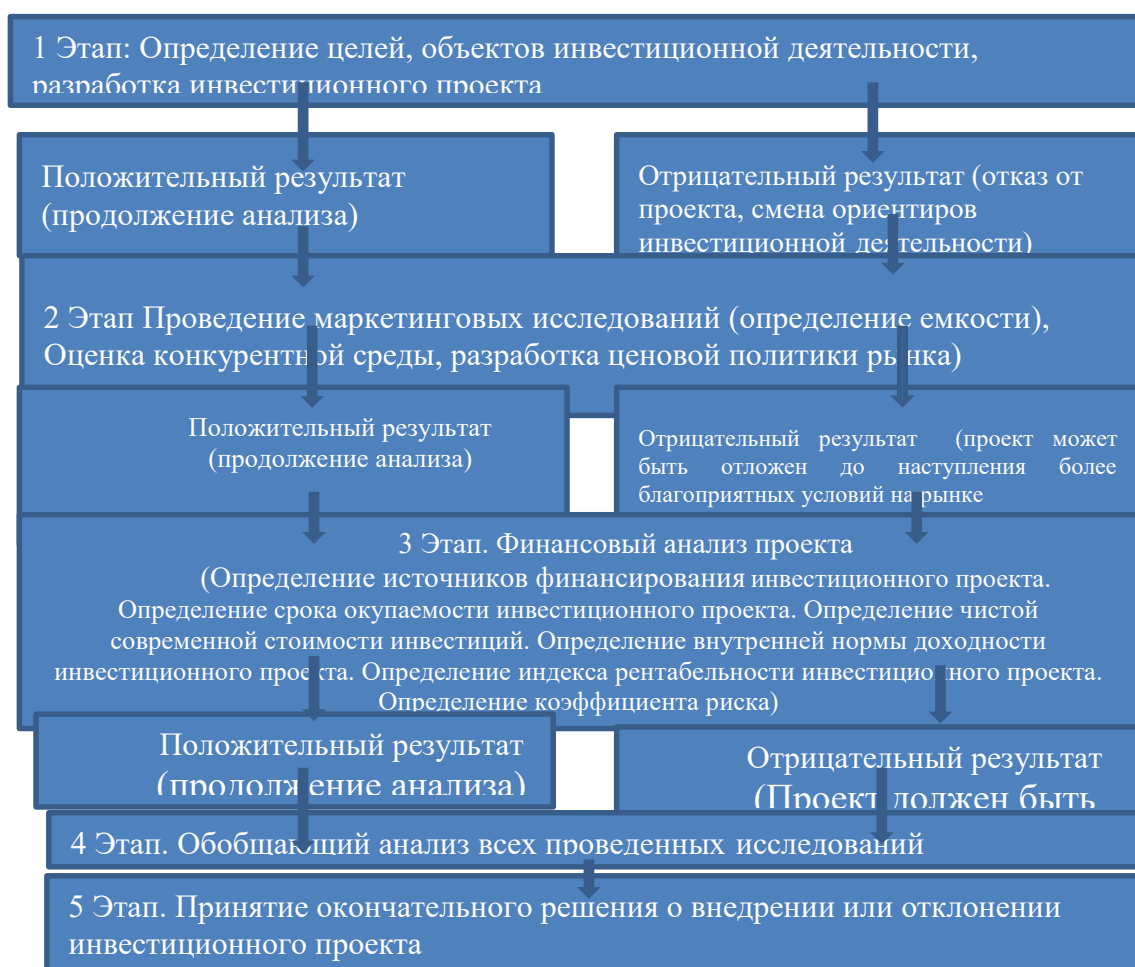 1 Этап: Определение целей, объектов инвестиционной деятельности,
разработка инвестиционного проекта
Положительный результат
(продолжение анализа)
Отрицательный результат (отказ от
проекта, смена ориентиров
инвестиционной деятельности)
2 Этап Проведение маркетинговых исследований (определение емкости),
Оценка конкурентной среды, разработка ценовой политики рынка)
Положительный результат
(продолжение анализа)
Отрицательный результат (проект может
быть отложен до наступления более
благоприятных условий на рынке
3 Этап. Финансовый анализ проекта
(Определение источников финансирования инвестиционного проекта.
Определение срока окупаемости инвестиционного проекта. Определение чистой
современной стоимости инвестиций. Определение внутренней нормы доходности
инвестиционного проекта. Определение индекса рентабельности инвестиционного проекта.
Определение коэффициента риска)
Положительный результат
(продолжение анализа)
Отрицательный результат
(Проект должен быть
4 Этап. Обобщающий анализ всех проведенных исследований
5 Этап. Принятие окончательного решения о внедрении или отклонении
инвестиционного проекта